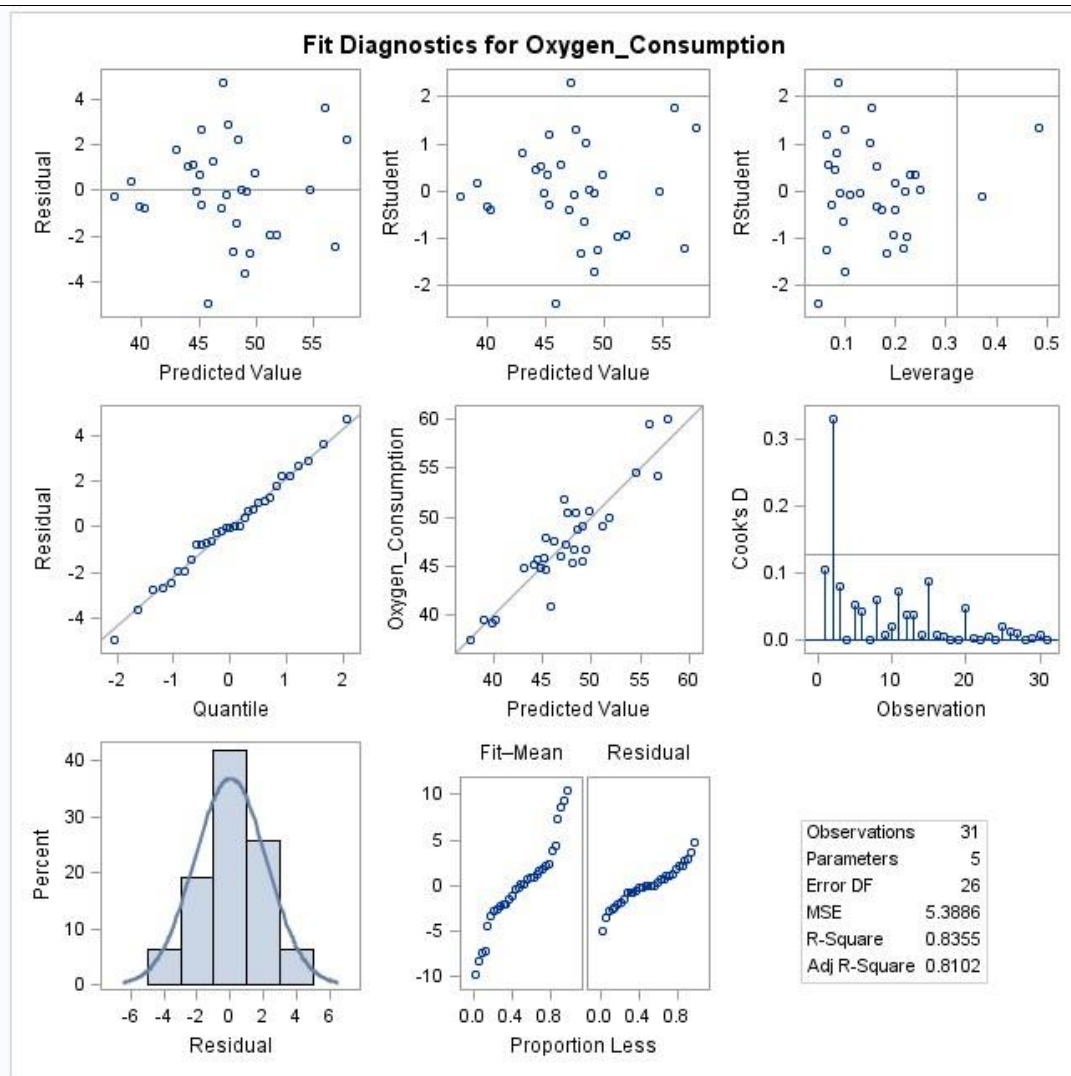 Fit Diagnostics for Oxygen_Consumption
4
2
0
-2
-4
Residual
40 45 50 55
Predicted Value
2
1
0
-1
-2
RStudent
40 45 50 55
Predicted Value
2
1
0
-1
-2
RStudent
0.1 0.2 0.3 0.4 0.5
Leverage
4
2
0
-2
-4
Residual
-2 -1 0 1 2
Quantile
60
55
50
45
40
Oxygen_Consumption
40 45 50 55 60
Predicted Value
0.3
0.2
0.1
0.0
Cook's D
0 10 20 30
Observation
40
30
20
10
0
Percent
-6 -4 -2 0 2 4 6
Residual
Fit–Mean Residual
10
5
0
-5
-10
0.0 0.4 0.8 0.0 0.4 0.8
Proportion Less
Observations 31
Parameters 5
Error DF 26
MSE 5.3886
R-Square 0.8355
Adj R-Square 0.8102